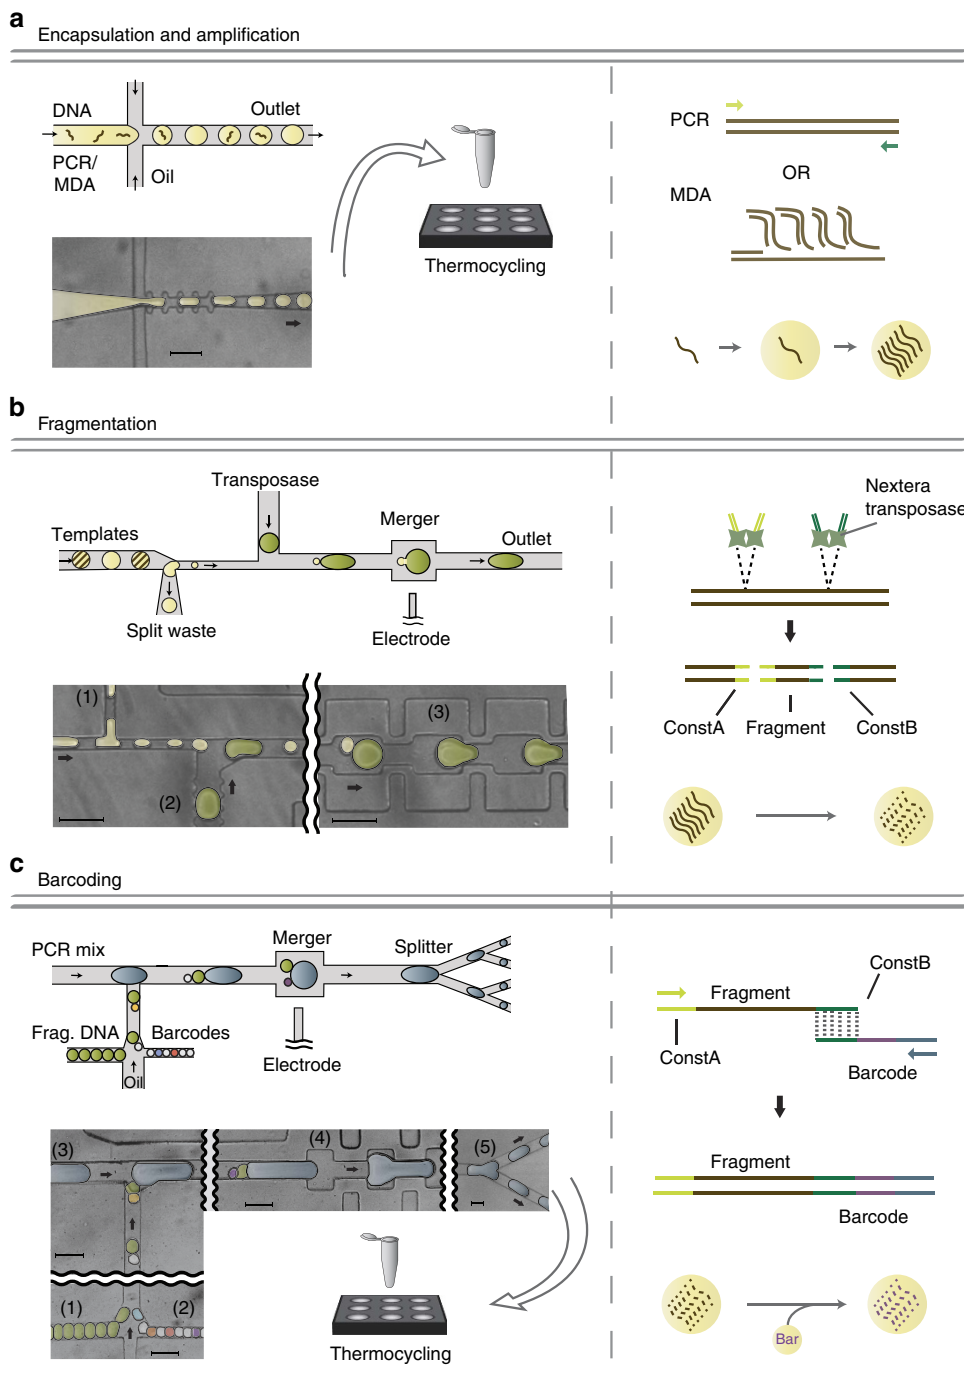 a
Encapsulation and amplification
DNA
Outlet
PCR/
MDA
Oil
Thermocycling
PCR
OR
MDA
b
Fragmentation
Transposase
Templates
Merger
Outlet
Split waste
Electrode
Nextera
transposase
(1)
(2)
(3)
ConstA
Fragment
ConstB
c
Barcoding
PCR mix
Merger
Splitter
Frag. DNA
Barcodes
Oil
Electrode
ConstB
Fragment
ConstA
Barcode
(3)
(4)
(5)
(1)
(2)
Thermocycling
Fragment
Barcode
Bar